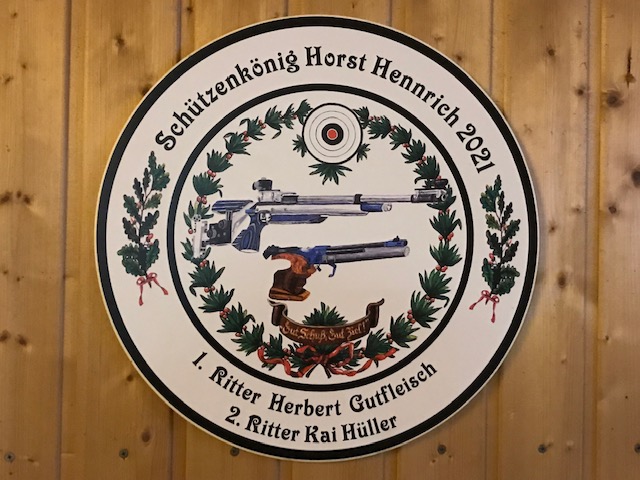 Schützenkönig Horst Hennrich 2021
Gut Schuß, Gut Ziel!
1. Ritter Herbert Gutfleisch
2. Ritter Kai Hüller